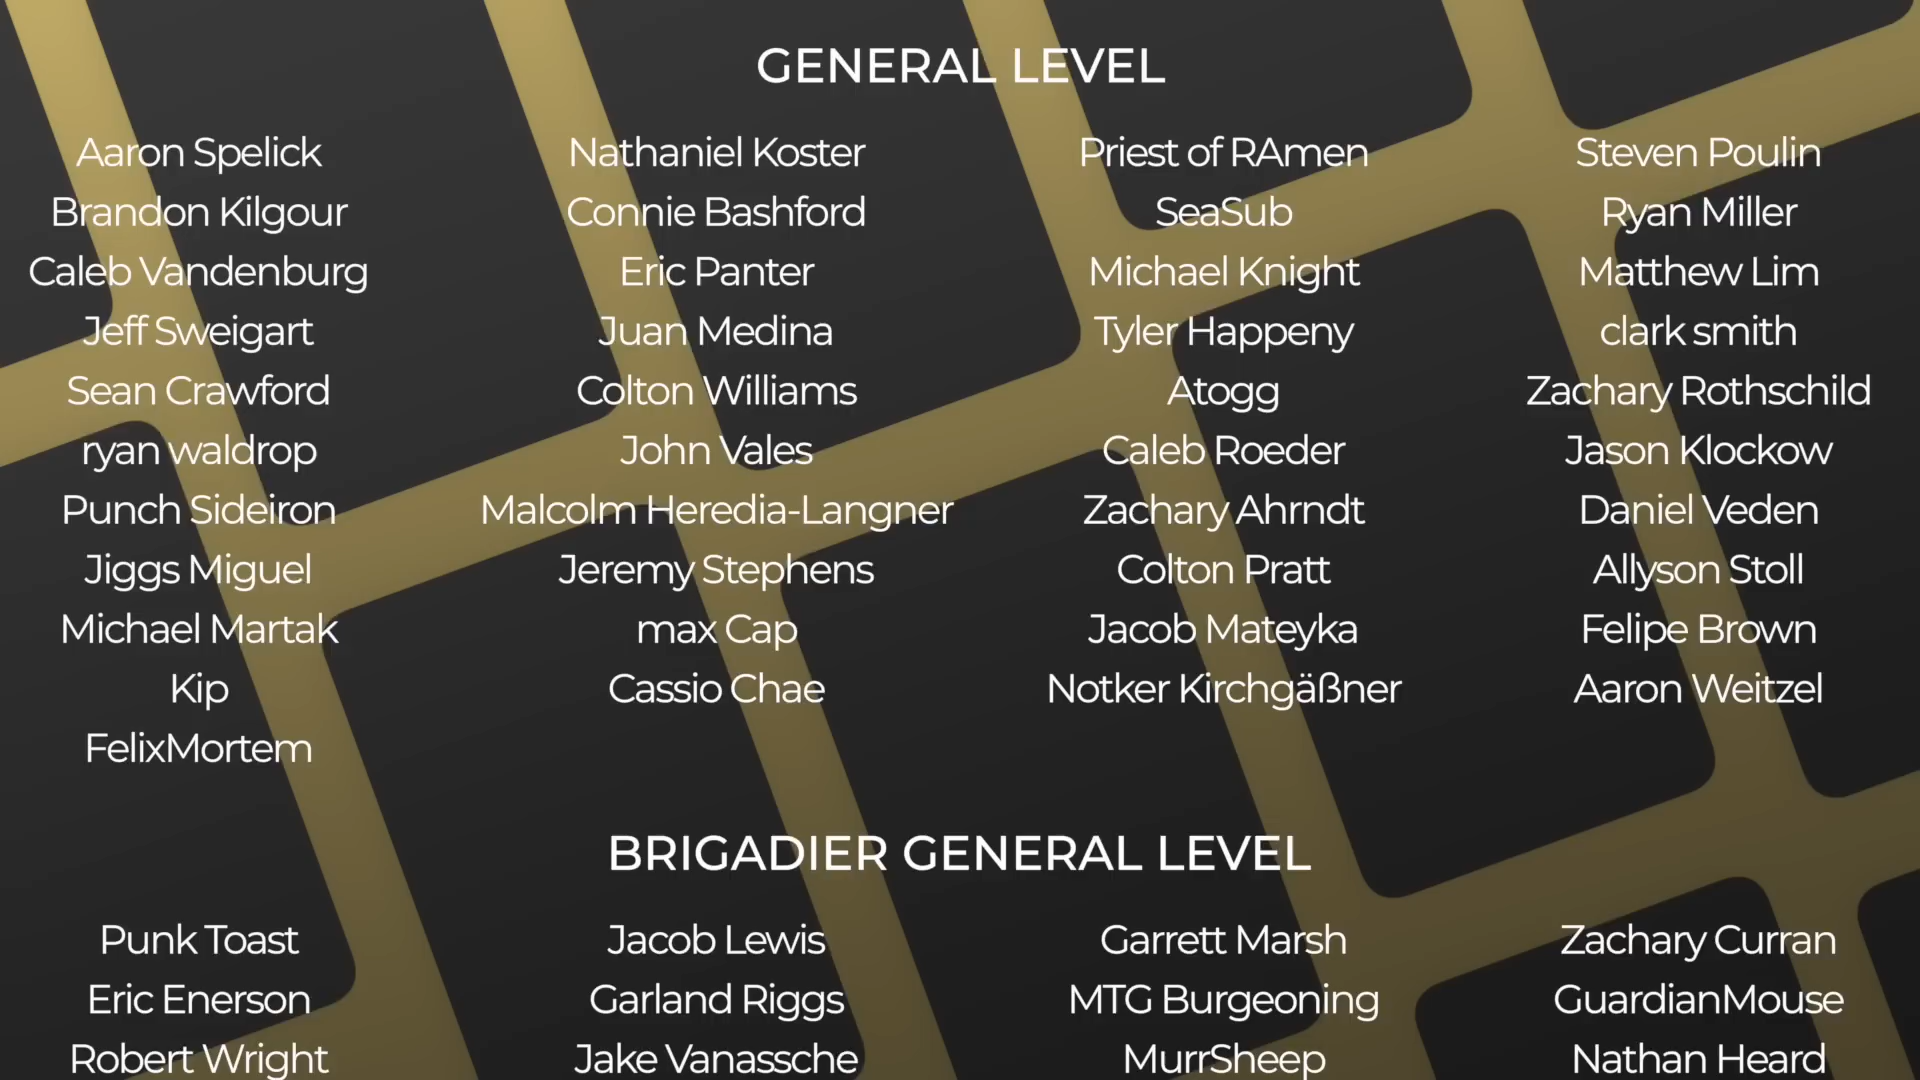 GENERAL LEVEL
Aaron Spelick
Brandon Kilgour
Caleb Vandenburg
Jeff Sweigart
Sean Crawford
ryan waldrop
Punch Sideiron
Jiggs Miguel
Michael Martak
Kip
FelixMortem
Nathaniel Koster
Connie Bashford
Eric Panter
Juan Medina
Colton Williams
John Vales
Malcolm Heredia-Langner
Jeremy Stephens
max Cap
Cassio Chae
Priest of RAmen
SeaSub
Michael Knight
Tyler Happeny
Atogg
Caleb Roeder
Zachary Ahrndt
Colton Pratt
Jacob Mateyka
Notker Kirchgäßner
Steven Poulin
Ryan Miller
Matthew Lim
clark smith
Zachary Rothschild
Jason Klockow
Daniel Veden
Allyson Stoll
Felipe Brown
Aaron Weitzel
BRIGADIER GENERAL LEVEL
Punk Toast
Eric Enerson
Robert Wright
Jacob Lewis
Garland Riggs
Jake Vanassche
Garrett Marsh
MTG Burgeoning
MurrSheep
Zachary Curran
GuardianMouse
Nathan Heard